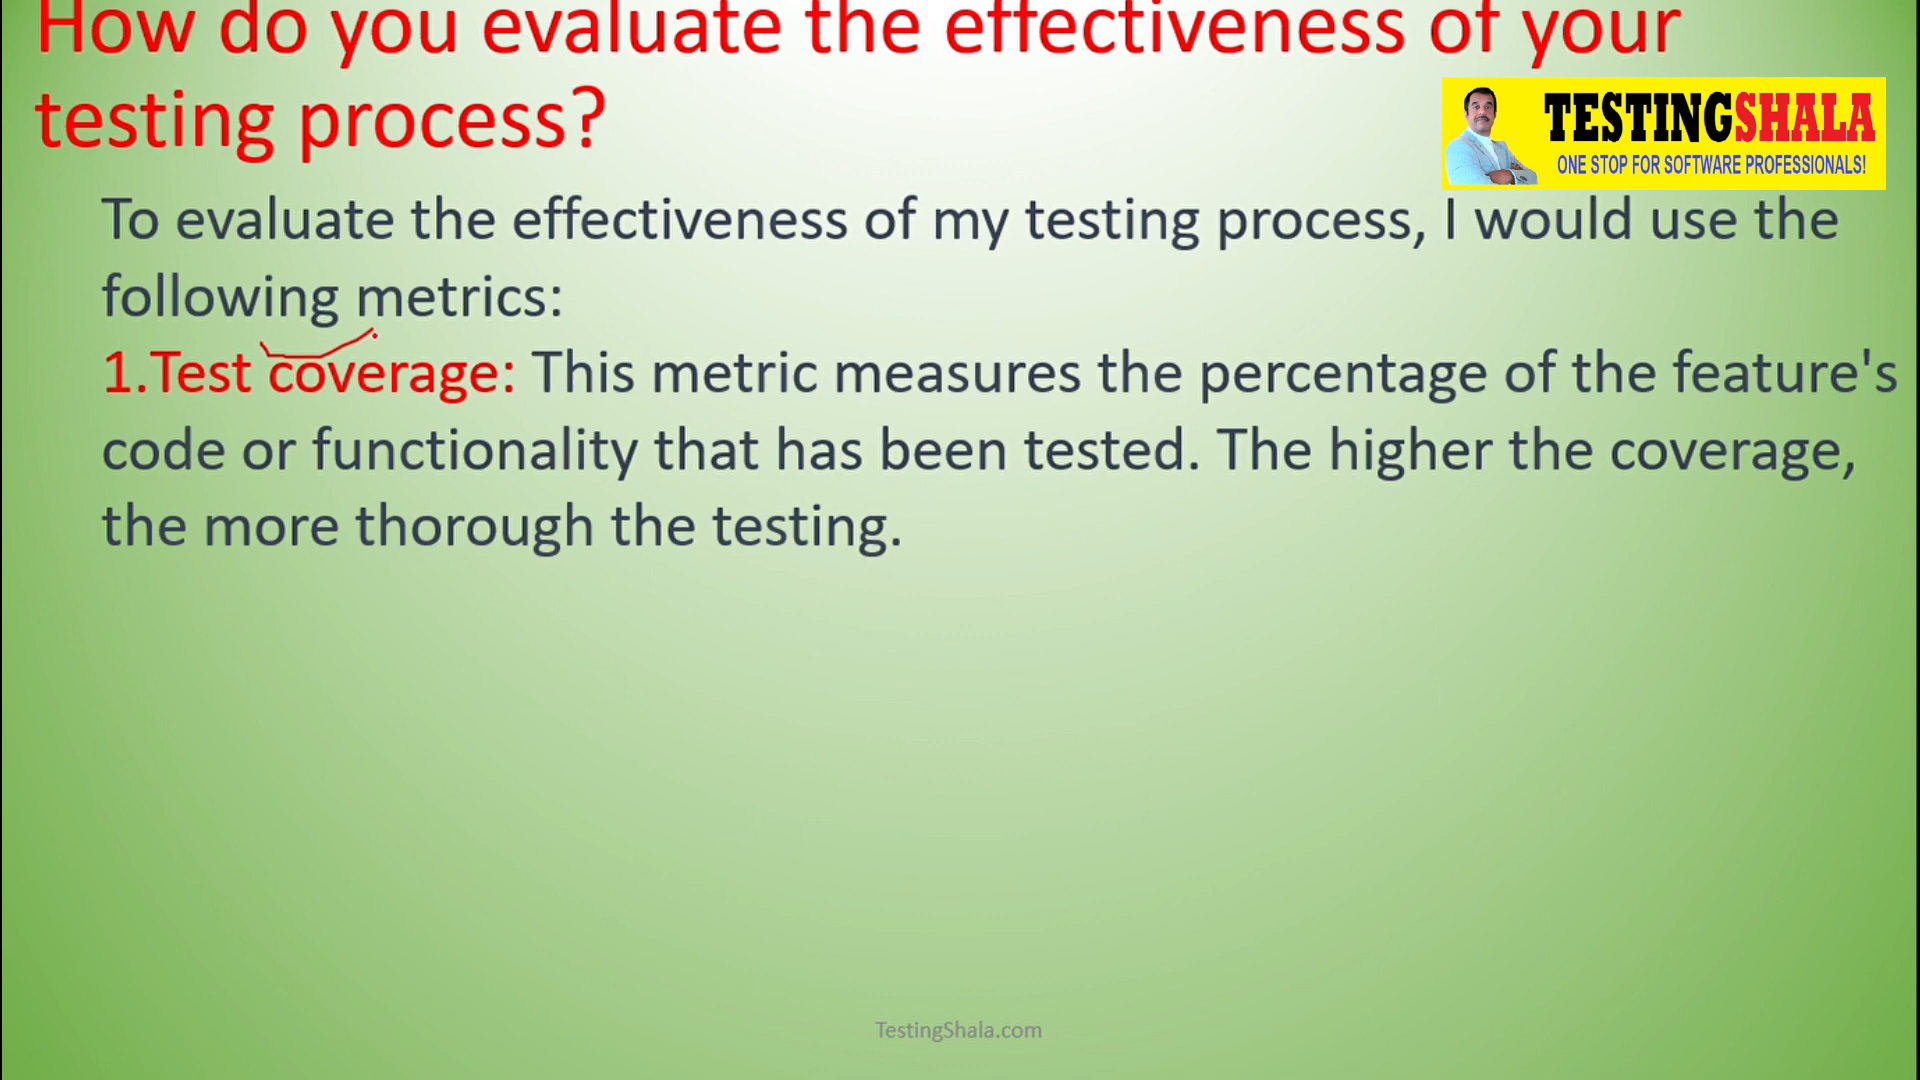 How do you evaluate the effectiveness of your
testing process?
TESTINGSHALA
ONE STOP FOR SOFTWARE PROFESSIONALS!
To evaluate the effectiveness of my testing process, I would use the
following metrics:
1.Test coverage: This metric measures the percentage of the feature's
code or functionality that has been tested. The higher the coverage,
the more thorough the testing.
TestingShala.com